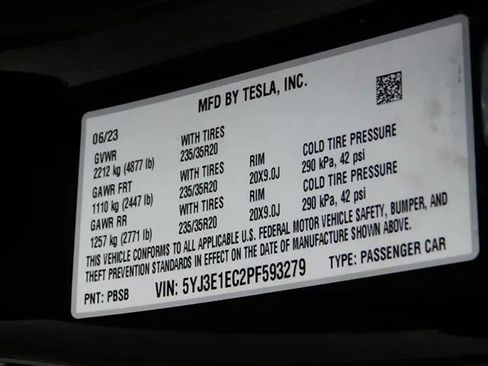 MFD BY TESLA, INC.
06/23
GVWR WITH TIRES COLD TIRE PRESSURE
2212 kg (4877 lb) 235/35R20 RIM 290 kPa, 42 psi
GAWR FRT WITH TIRES 20X9.0J COLD TIRE PRESSURE
1110 kg (2447 lb) 235/35R20 RIM 290 kPa, 42 psi
GAWR RR WITH TIRES 20X9.0J
1257 kg (2771 lb) 235/35R20
THIS VEHICLE CONFORMS TO ALL APPLICABLE U.S. FEDERAL MOTOR VEHICLE SAFETY, BUMPER, AND
THEFT PREVENTION STANDARDS IN EFFECT ON THE DATE OF MANUFACTURE SHOWN ABOVE.
PNT: PBSB VIN: 5YJ3E1EC2PF593279 TYPE: PASSENGER CAR